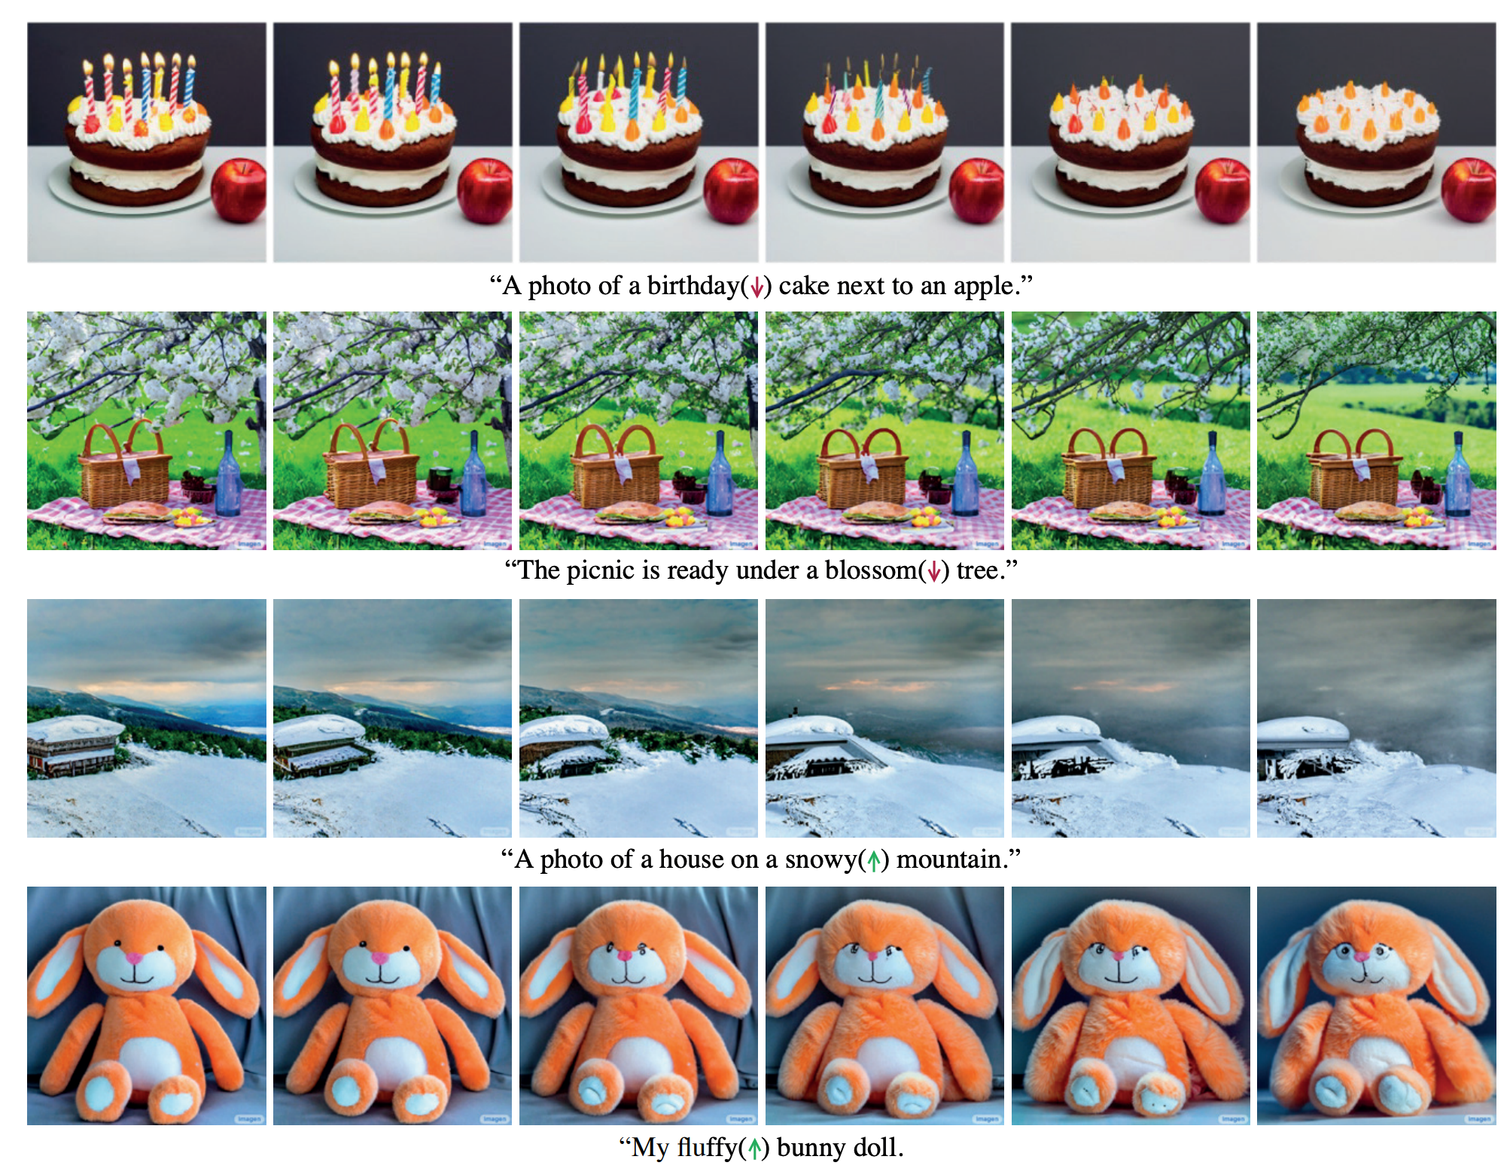 “A photo of a birthday(↓) cake next to an apple.”
“The picnic is ready under a blossom(↓) tree.”
“A photo of a house on a snowy(↑) mountain.”
“My fluffy(↑) bunny doll.
Imagen